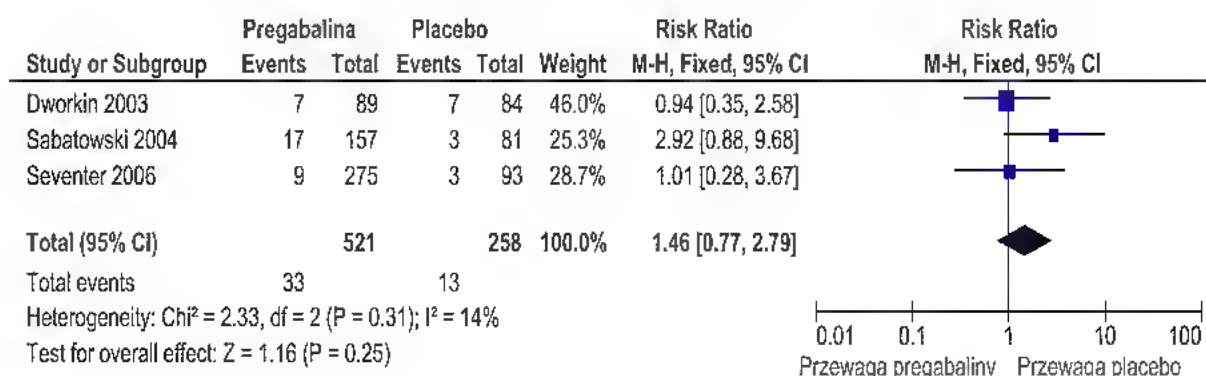 Pregabalina Placebo Risk Ratio Risk Ratio
Study or Subgroup Events Total Events Total Weight M-H, Fixed, 95% CI M-H, Fixed, 95% CI
Dworkin 2003 7 89 7 84 46.0% 0.94 [0.35, 2.58]
Sabatowski 2004 17 157 3 81 25.3% 2.92 [0.88, 9.68]
Seventer 2006 9 275 3 93 28.7% 1.01 [0.28, 3.67]
Total (95% CI) 521 258 100.0% 1.46 [0.77, 2.79]
Total events 33 13
Heterogeneity: Chi² = 2.33, df = 2 (P = 0.31); I² = 14%
Test for overall effect: Z = 1.16 (P = 0.25)
0.01 0.1 1 10 100
Przewaga pregabaliny Przewaga placebo